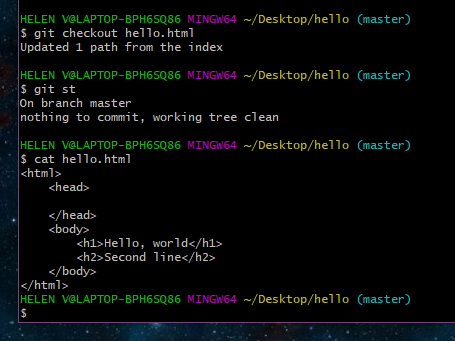 HELEN V@LAPTOP-BPH6SQ86 MINGW64 ~/Desktop/hello (master)
$ git checkout hello.html
Updated 1 path from the index

HELEN V@LAPTOP-BPH6SQ86 MINGW64 ~/Desktop/hello (master)
$ git st
On branch master
nothing to commit, working tree clean

HELEN V@LAPTOP-BPH6SQ86 MINGW64 ~/Desktop/hello (master)
$ cat hello.html
<html>
    <head>

    </head>
    <body>
        <h1>Hello, world</h1>
        <h2>Second line</h2>
    </body>
</html>
HELEN V@LAPTOP-BPH6SQ86 MINGW64 ~/Desktop/hello (master)
$